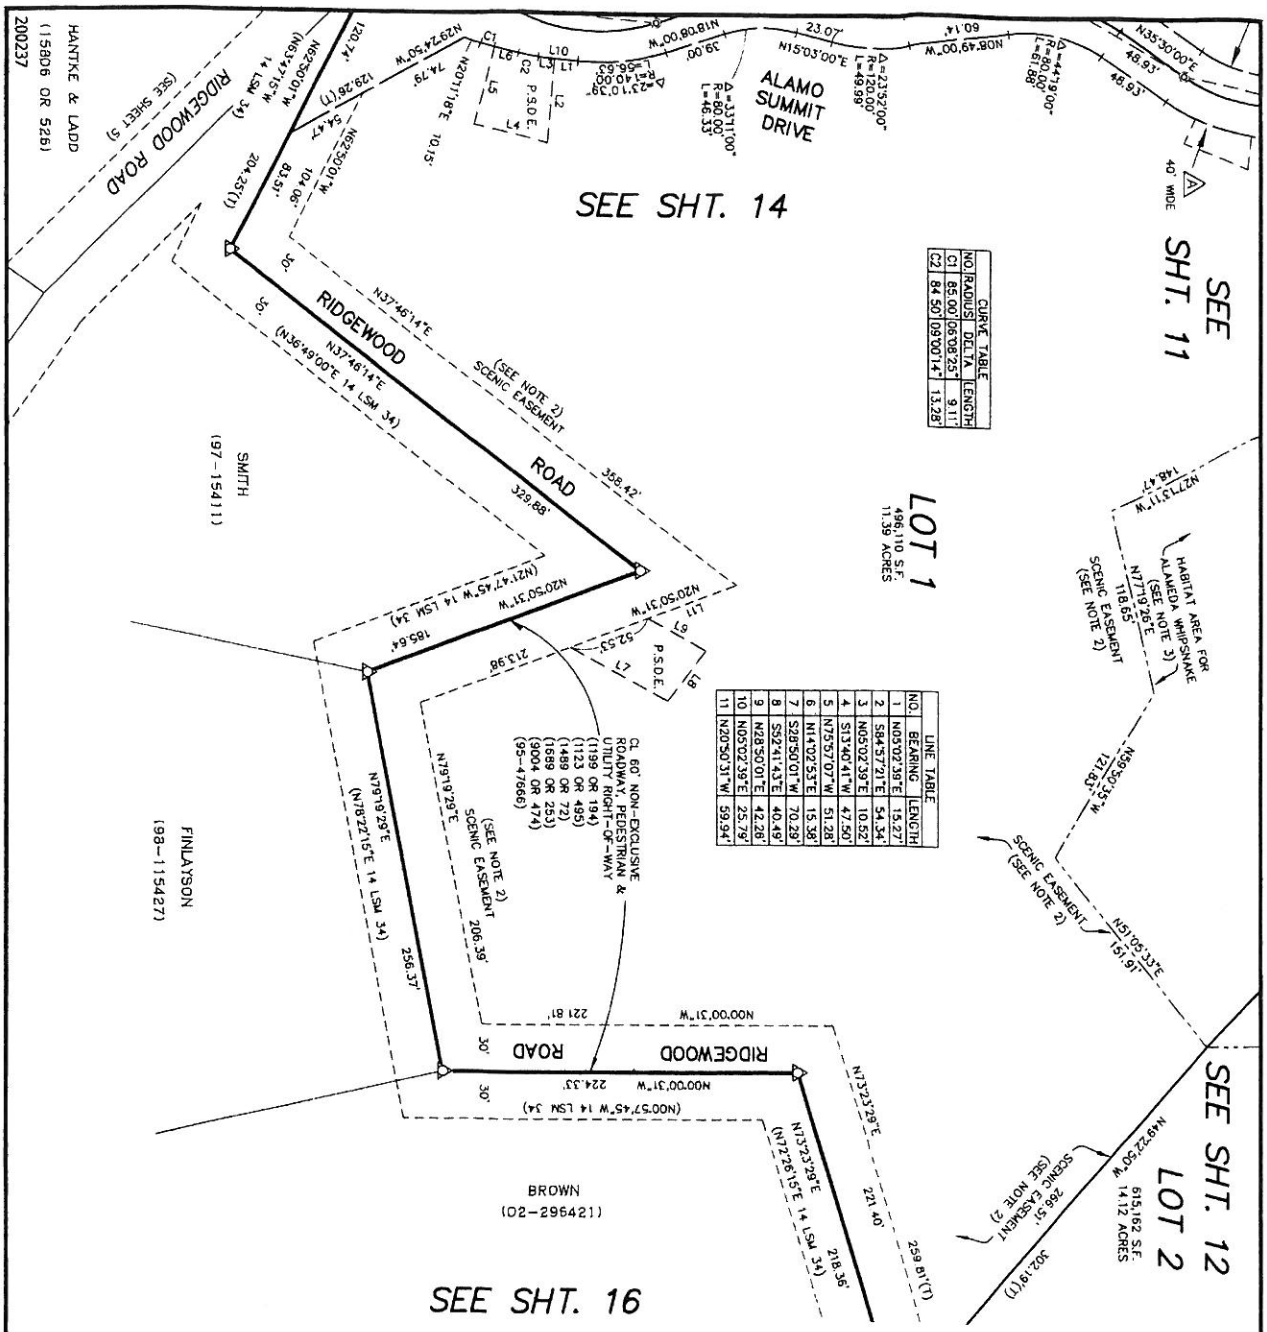 HANTKE & LADD
(15806 OR 526)
200237
RIDGEWOOD ROAD
(SEE SHEET 5)
120.74'
N62°50'01"W
(N63°47'15"W
14 LSM 34)
204.25'(T)
83.51'
104.06'
N62°50'01"W
54.47'
129.26'(T)
74.79'
N29°24'50"W
C1
L6
C2
L10
L3
L1
L5
L4
L2
P.S.D.E.
N20°11'18"E 10.15'
Δ=23°10'39"
R=140.00'
L=56.63'
N18°08'00"W
39.00'
Δ=33°11'00"
R=80.00'
L=46.33'
23.07'
N15°03'00"E
ALAMO
SUMMIT
DRIVE
Δ=23°52'00"
R=120.00'
L=49.99'
60.14'
N08°49'00"W
Δ=44°19'00"
R=80.00'
L=61.88'
N35°30'00"E
48.93'
48.93'
A
40' WIDE
SEE SHT. 14
SEE
SHT. 11
CURVE TABLE
NO. RADIUS DELTA LENGTH
C1 85.00' 06°08'25" 9.11'
C2 84.50' 09°00'14" 13.28'
30'
30'
RIDGEWOOD
ROAD
N37°46'14"E
N37°46'14"E
(N36°49'00"E 14 LSM 34)
329.88'
(SEE NOTE 2)
SCENIC EASEMENT
358.42'
SMITH
(97-15411)
LOT 1
496,110 S.F.
11.39 ACRES
148.47'
N27°13'11"W
HABITAT AREA FOR
ALAMEDA WHIPSNAKE
(SEE NOTE 3)
N77°19'26"E
118.65'
SCENIC EASEMENT
(SEE NOTE 2)
N59°50'35"W
121.83'
SCENIC EASEMENT
(SEE NOTE 2)
N51°05'33"E
151.91'
N20°50'31"W
L11
L9
L8
L7
52.53'
P.S.D.E.
213.98'
N20°50'31"W
(N21°47'45"W 14 LSM 34)
185.64'
LINE TABLE
NO. BEARING LENGTH
1 N05°02'39"E 15.27'
2 S84°57'21"E 54.34'
3 N05°02'39"E 10.52'
4 S13°40'41"W 47.50'
5 N75°57'07"W 51.28'
6 N14°02'53"E 15.38'
7 S28°50'01"W 70.29'
8 S52°41'43"E 40.49'
9 N28°50'01"E 42.26'
10 N05°02'39"E 25.79'
11 N20°50'31"W 59.94'
CL 60' NON-EXCLUSIVE
ROADWAY, PEDESTRIAN &
UTILITY RIGHT-OF-WAY
(1199 OR 194)
(1123 OR 495)
(1489 OR 72)
(1689 OR 253)
(9004 OR 474)
(95-47666)
N79°19'29"E
(SEE NOTE 2)
SCENIC EASEMENT
206.39'
N79°19'29"E
(N78°22'15"E 14 LSM 34)
256.37'
FINLAYSON
(98-115427)
221.81'
N00°00'31"W
30'
30'
RIDGEWOOD ROAD
N00°00'31"W
224.33'
(N00°57'45"W 14 LSM 34)
N73°23'29"E
221.40'
259.81'(T)
N73°23'29"E
(N72°26'15"E 14 LSM 34)
218.36'
BROWN
(02-296421)
N49°22'50"W
266.51'
SCENIC EASEMENT
(SEE NOTE 2)
302.19'(T)
SEE SHT. 12
LOT 2
615,162 S.F.
14.12 ACRES
SEE SHT. 16